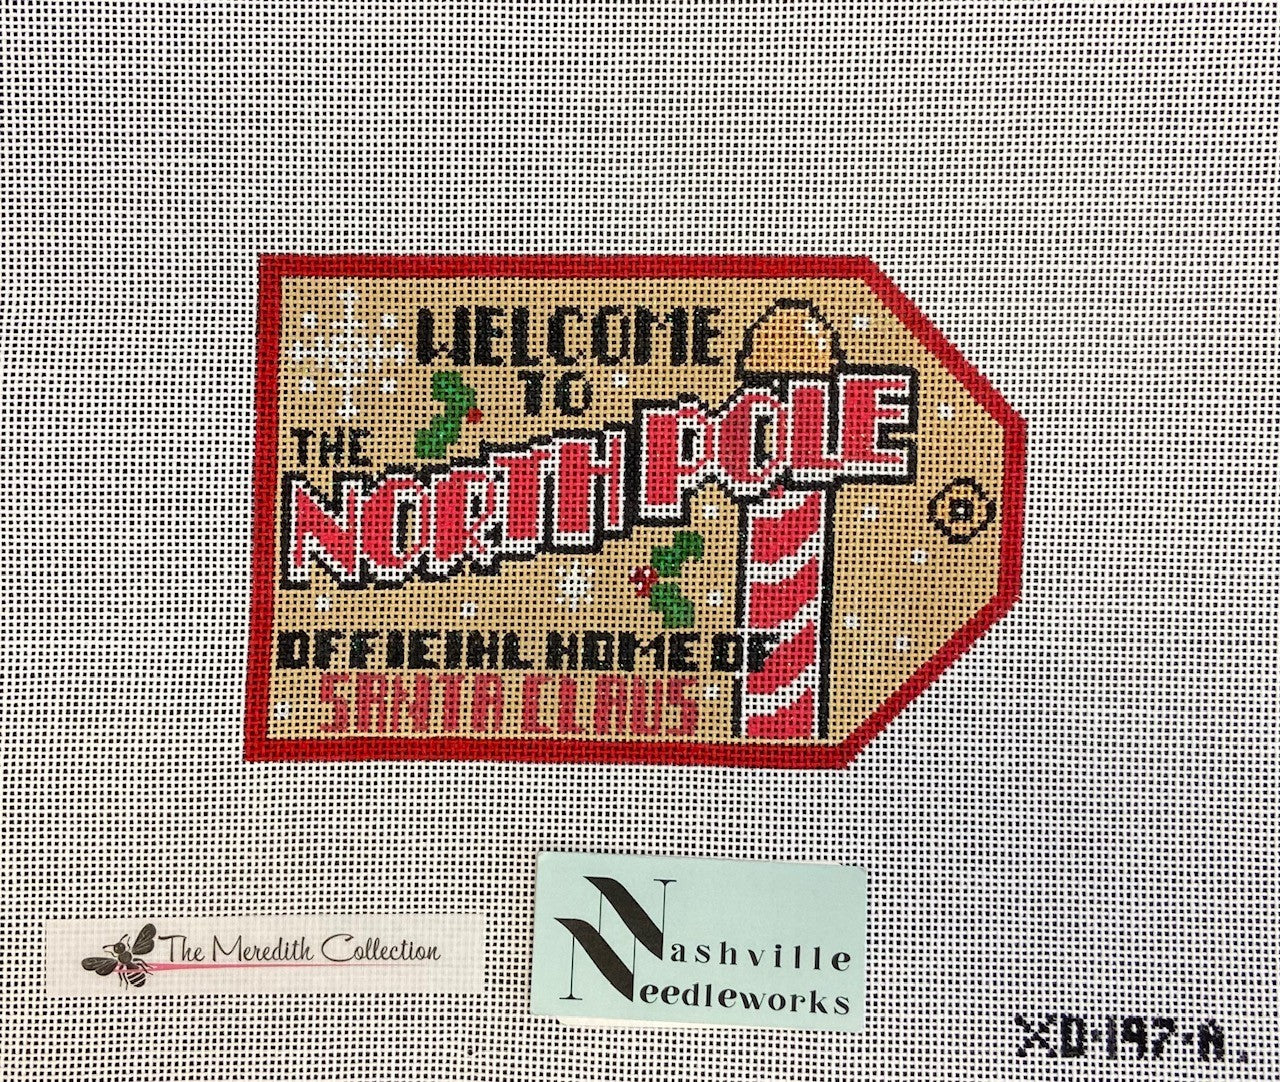 WELCOME
TO
THE
NORTH POLE
OFFICIAL HOME OF
SANTA CLAUS
The Meredith Collection
Nashville
Needleworks
XD-197-A.